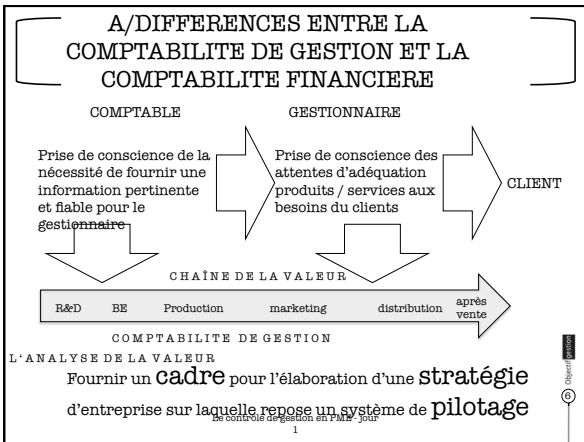 A/DIFFERENCES ENTRE LA
COMPTABILITE DE GESTION ET LA
COMPTABILITE FINANCIERE
COMPTABLE
GESTIONNAIRE
Prise de conscience de la
nécessité de fournir une
information pertinente
et fiable pour le
gestionnaire
Prise de conscience des
attentes d'adéquation
produits / services aux
besoins du clients
CLIENT
CHAÎNE DE LA VALEUR
R&D BE Production marketing distribution après
vente
COMPTABILITE DE GESTION
L'ANALYSE DE LA VALEUR
Fournir un cadre pour l'élaboration d'une stratégie
d'entreprise sur laquelle repose un système de pilotage
Le contrôle de gestion en PME - jour
1
Objectif gestion
6